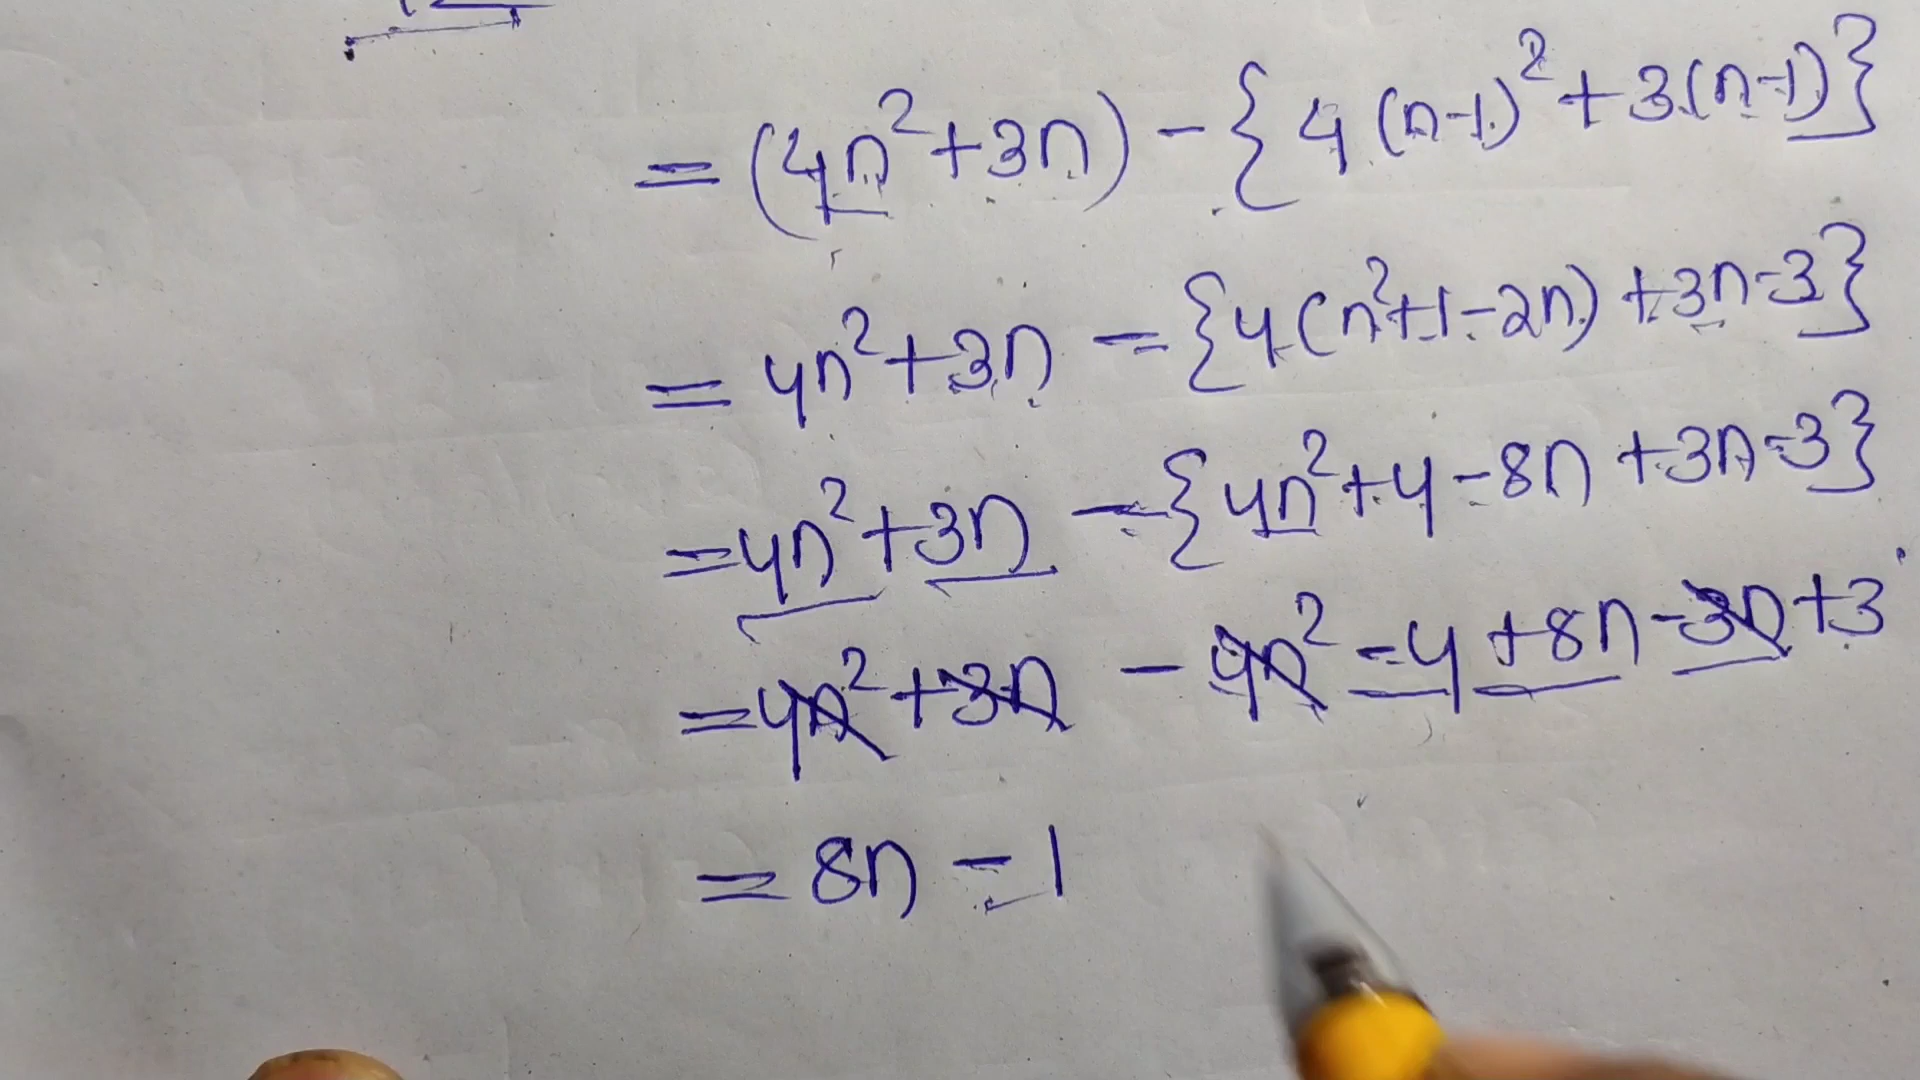 = (4n²+3n) - {4(n-1)²+3(n-1)}
= 4n²+3n - {4(n²+1-2n)+3n-3}
= 4n²+3n - {4n²+4-8n+3n-3}
= 4n²+3n - 4n²-4+8n-3n+3
= 8n-1